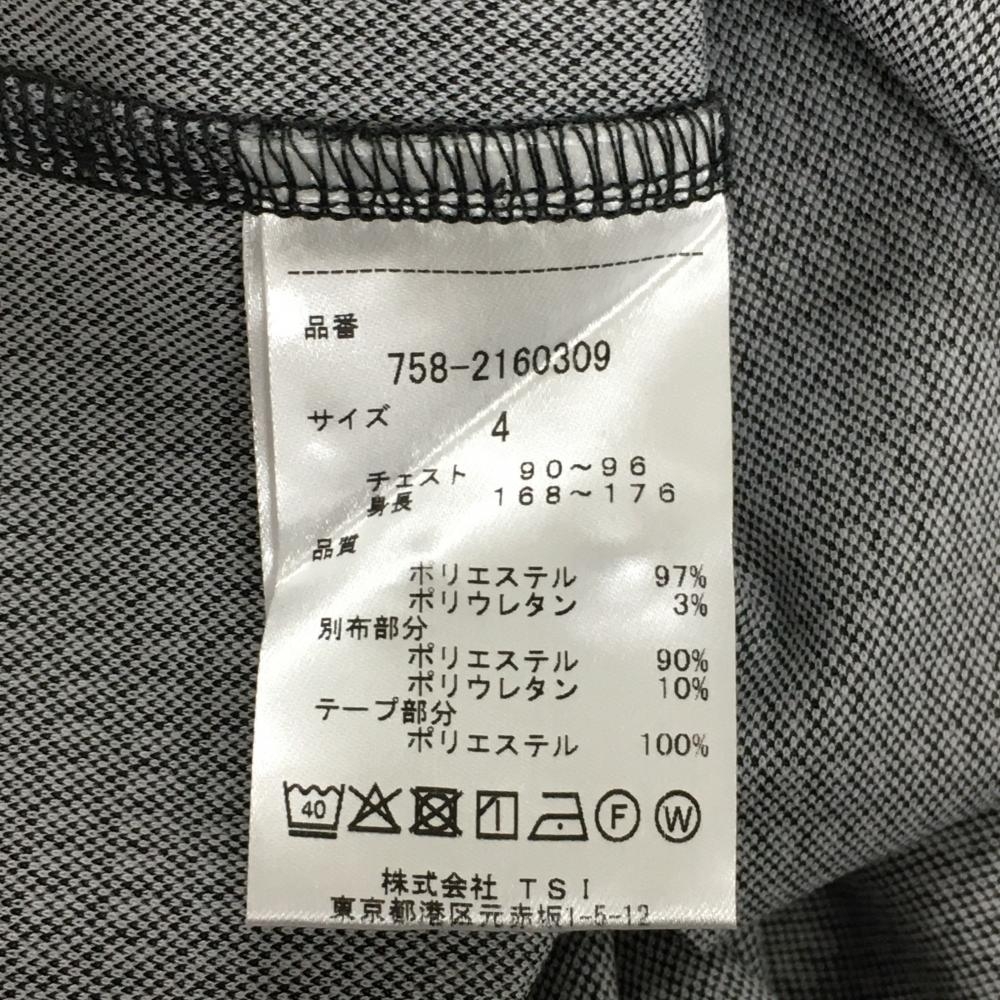 品番
758-2160309
サイズ 4
チェスト 90～96
身長 168～176
品質
ポリエステル 97%
ポリウレタン 3%
別布部分
ポリエステル 90%
ポリウレタン 10%
テープ部分
ポリエステル 100%
40 F W
株式会社 TSI
東京都港区元赤坂1-5-12